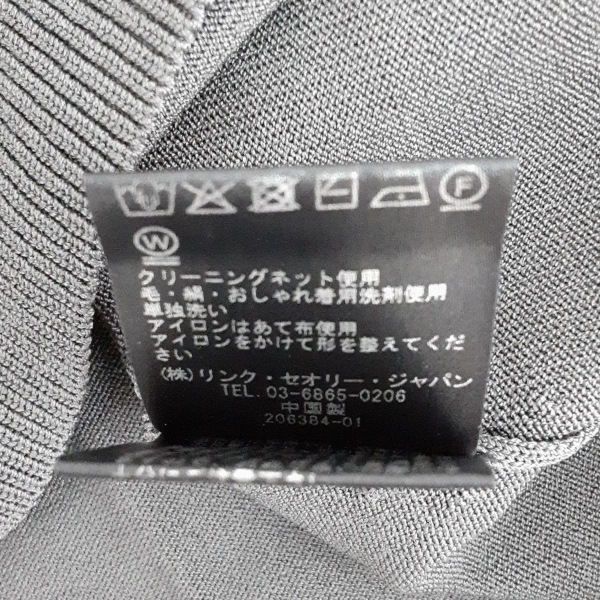 F
W
クリーニングネット使用
毛・絹・おしゃれ着用洗剤使用
単独洗い
アイロンはあて布使用
アイロンをかけて形を整えてくだ
さい
(株)リンク・セオリー・ジャパン
TEL. 03-6865-0206
中国製
206384-01